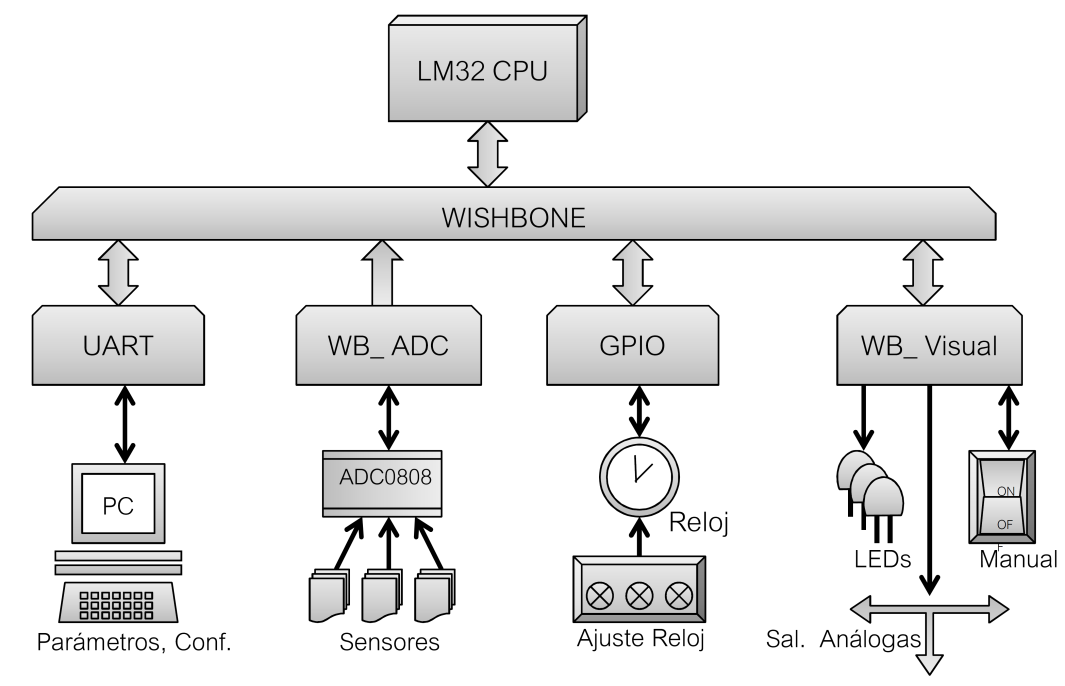 LM32 CPU
WISHBONE
UART
WB_ ADC
GPIO
WB_ Visual
PC
ADC0808
Reloj
ON
OF
F
LEDs
Manual
Parámetros, Conf.
Sensores
Ajuste Reloj
Sal. Análogas